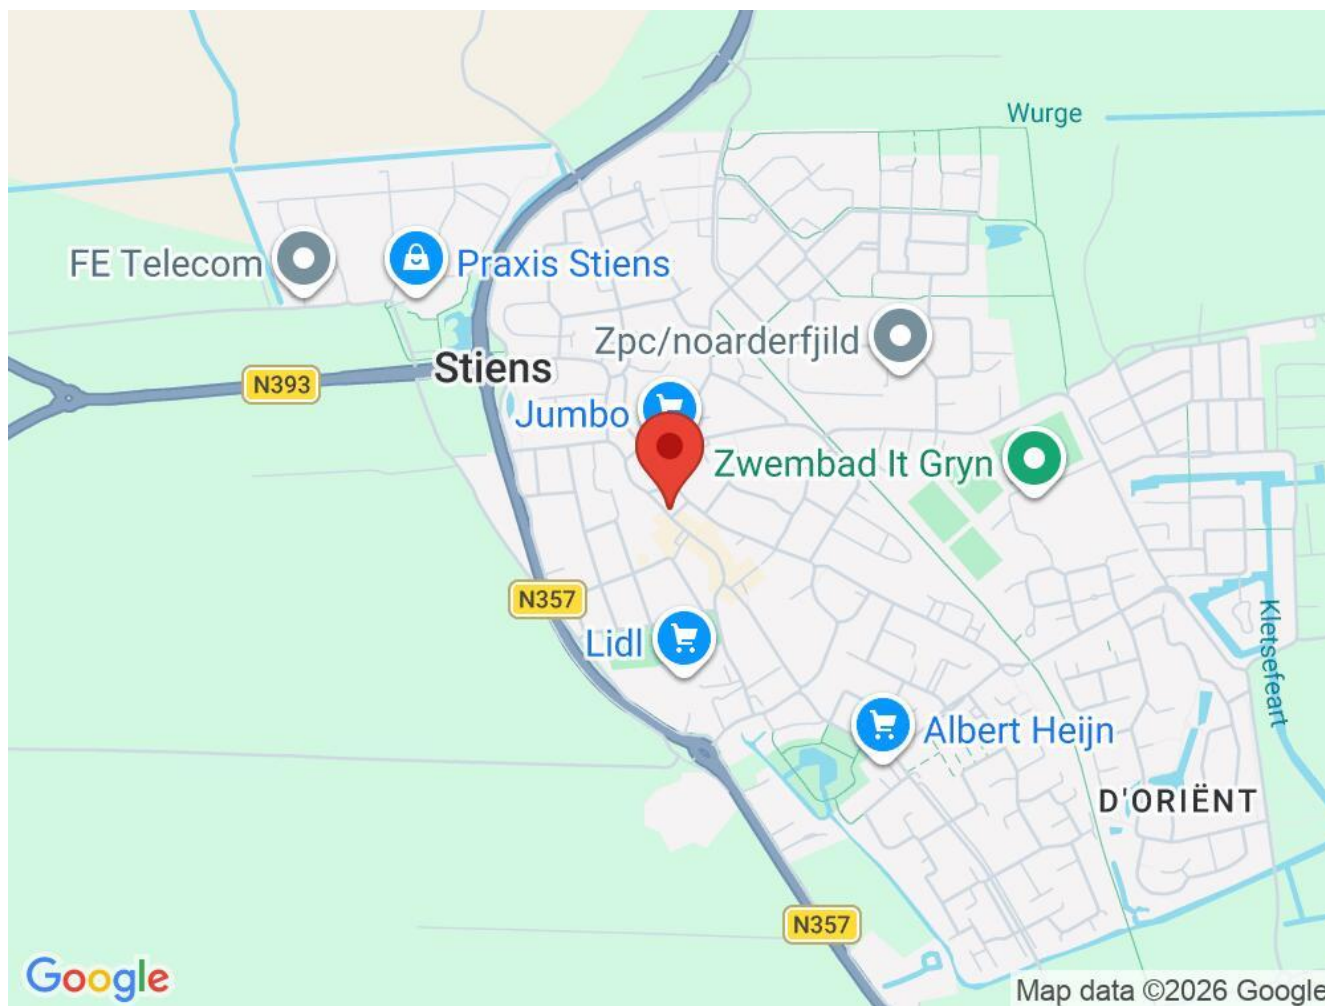 Wurge
FE Telecom
Praxis Stiens
Zpc/noarderfjild
Stiens
N393
Jumbo
Zwembad It Gryn
N357
Lidl
Kletsefeart
Albert Heijn
D'ORIËNT
N357
Google
Map data ©2026 Google